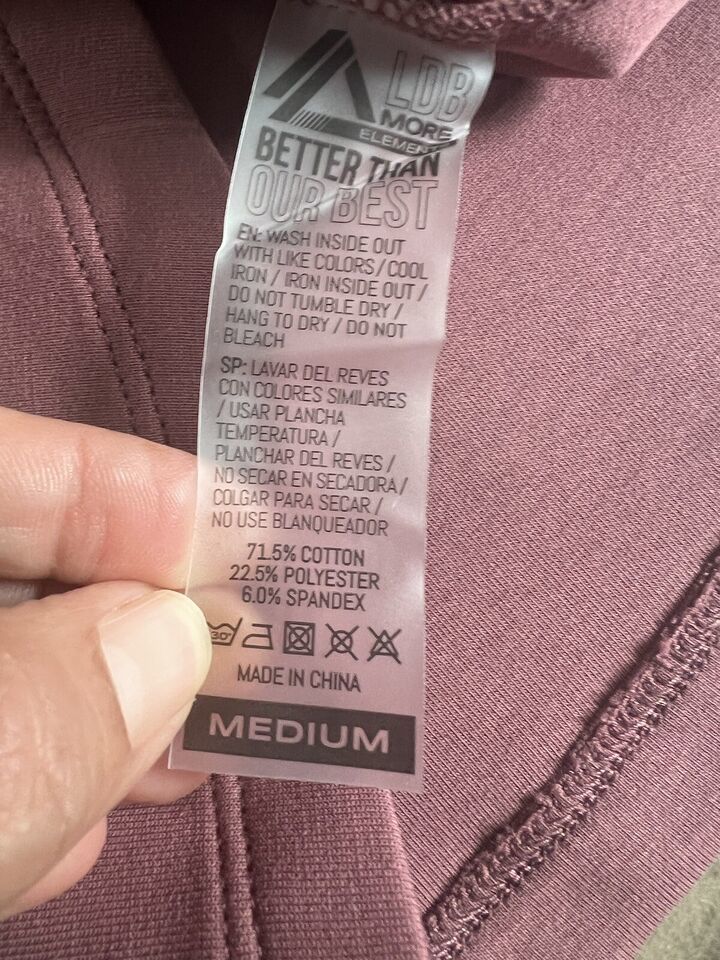 LDB
MORE
ELEMENT
BETTER THAN
OUR BEST
EN: WASH INSIDE OUT
WITH LIKE COLORS / COOL
IRON / IRON INSIDE OUT /
DO NOT TUMBLE DRY /
HANG TO DRY / DO NOT
BLEACH
SP: LAVAR DEL REVES
CON COLORES SIMILARES
/ USAR PLANCHA
TEMPERATURA /
PLANCHAR DEL REVES /
NO SECAR EN SECADORA /
COLGAR PARA SECAR /
NO USE BLANQUEADOR
71.5% COTTON
22.5% POLYESTER
6.0% SPANDEX
30°
MADE IN CHINA
MEDIUM